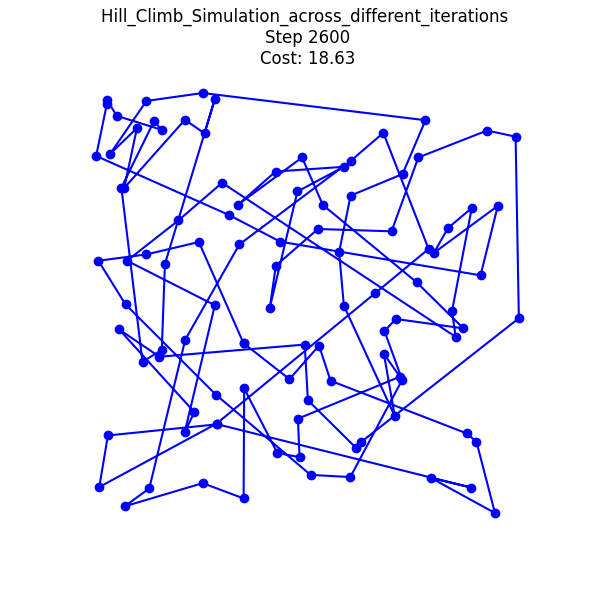 Hill_Climb_Simulation_across_different_iterations
Step 2600
Cost: 18.63